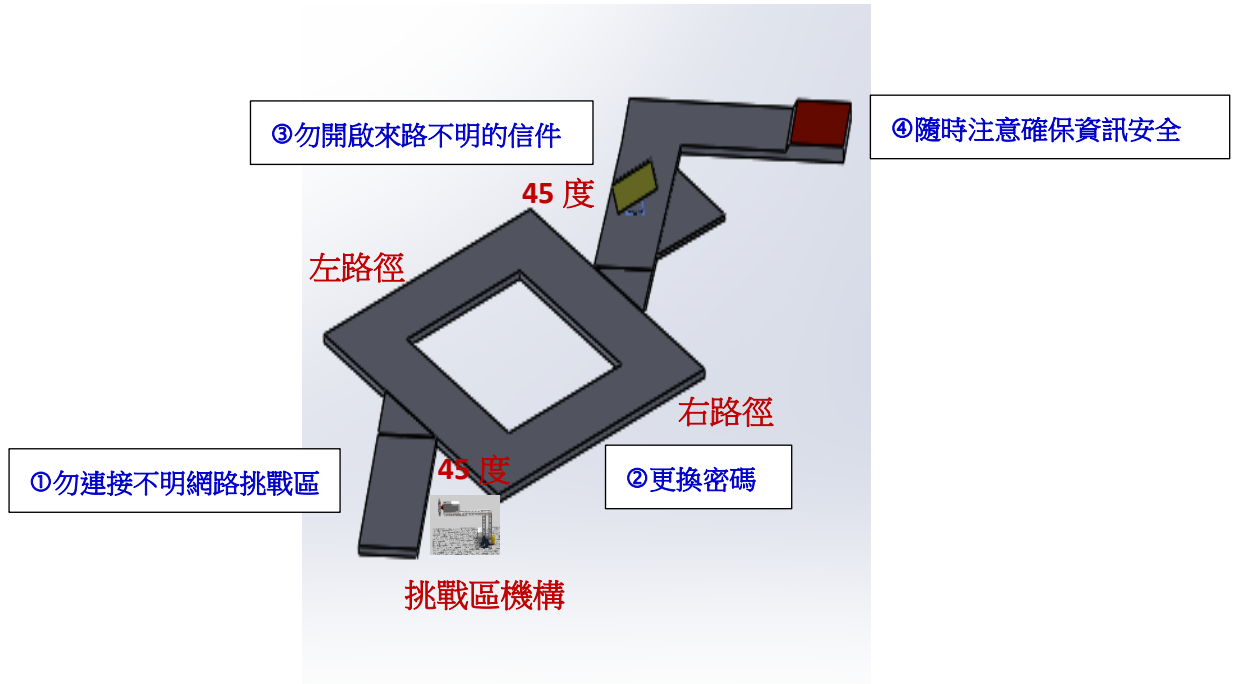 ③勿開啟來路不明的信件
④隨時注意確保資訊安全
45 度
左路徑
右路徑
①勿連接不明網路挑戰區
45 度
②更換密碼
挑戰區機構